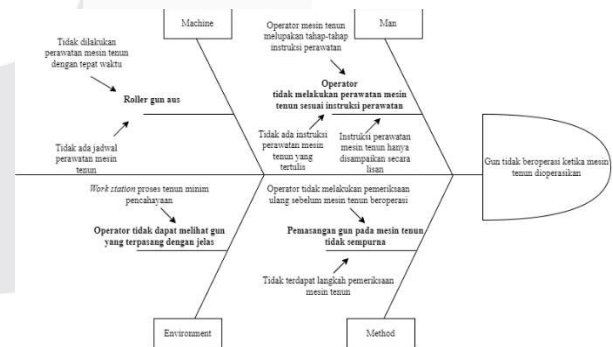 Machine
Man
Tidak dilakukan
perawatan mesin tenun
dengan tepat waktu
Roller gun aus
Tidak ada jadwal
perawatan mesin
tenun
Operator mesin tenun
melupakan tahap-tahap
instruksi perawatan
Operator
tidak melakukan perawatan mesin
tenun sesuai instruksi perawatan
Tidak ada instruksi
perawatan mesin
tenun yang
tertulis
Instruksi perawatan
mesin tenun hanya
disampaikan secara
lisan
Gun tidak beroperasi ketika mesin
tenun dioperasikan
Work station proses tenun minim
pencahayaan
Operator tidak dapat melihat gun
yang terpasang dengan jelas
Operator tidak melakukan pemeriksaan
ulang sebelum mesin tenun beroperasi
Pemasangan gun pada mesin tenun
tidak sempurna
Tidak terdapat langkah pemeriksaan
mesin tenun
Environment
Method